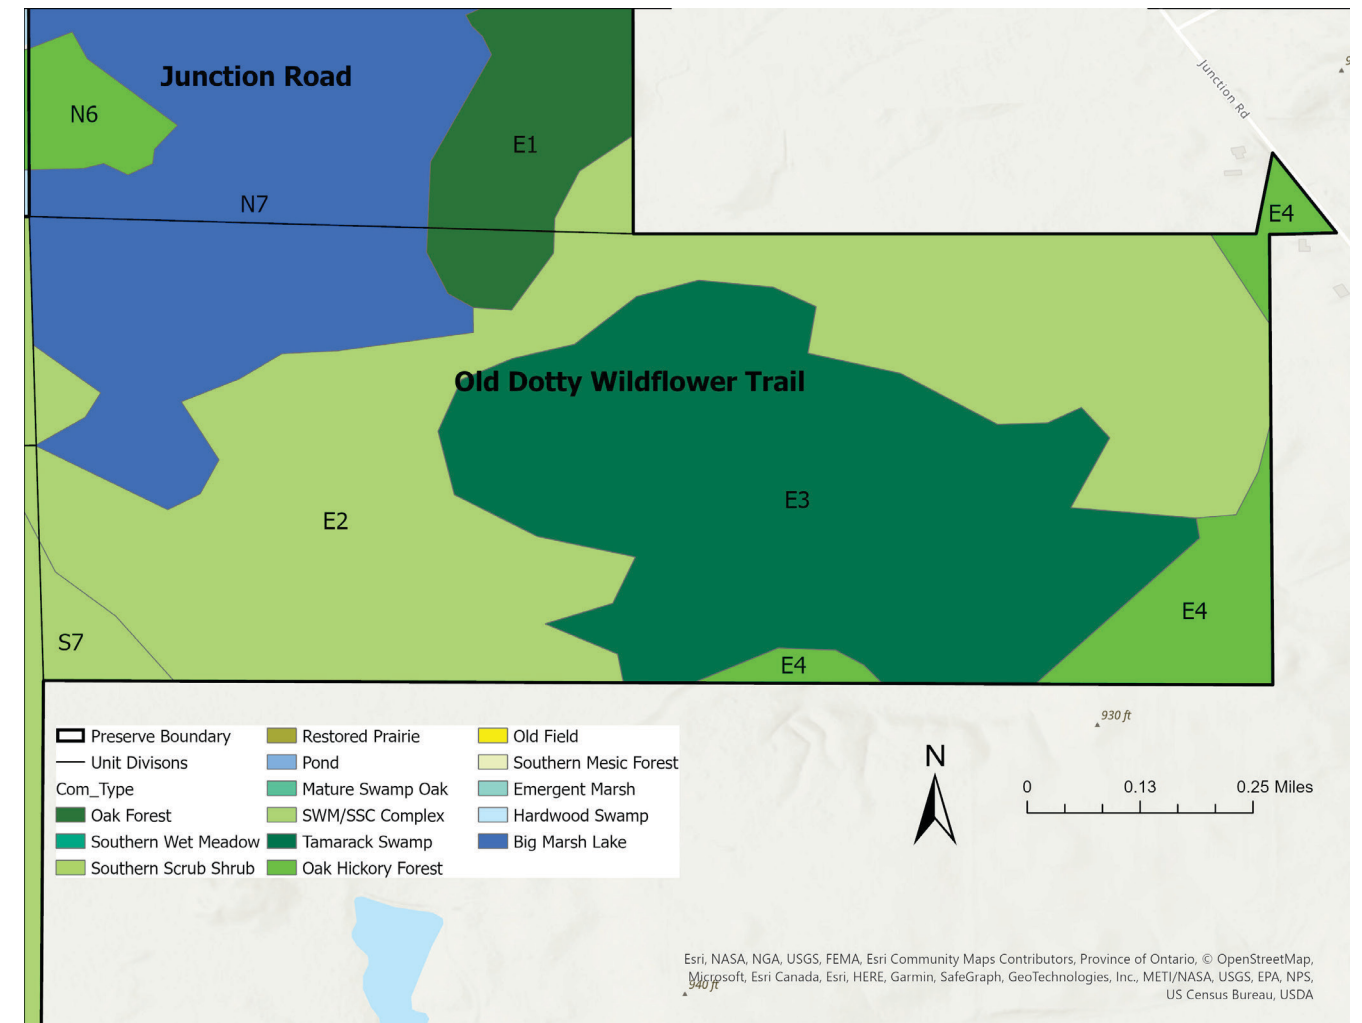 Junction Road
Junction Rd
9
N6
E1
N7
E4
Old Dotty Wildflower Trail
E3
E2
E4
S7
E4
930 ft
Preserve Boundary
Unit Divisons
Com_Type
Oak Forest
Southern Wet Meadow
Southern Scrub Shrub
Restored Prairie
Pond
Mature Swamp Oak
SWM/SSC Complex
Tamarack Swamp
Oak Hickory Forest
Old Field
Southern Mesic Forest
Emergent Marsh
Hardwood Swamp
Big Marsh Lake
N
0 0.13 0.25 Miles
Esri, NASA, NGA, USGS, FEMA, Esri Community Maps Contributors, Province of Ontario, © OpenStreetMap,
Microsoft, Esri Canada, Esri, HERE, Garmin, SafeGraph, GeoTechnologies, Inc., METI/NASA, USGS, EPA, NPS,
US Census Bureau, USDA
940 ft